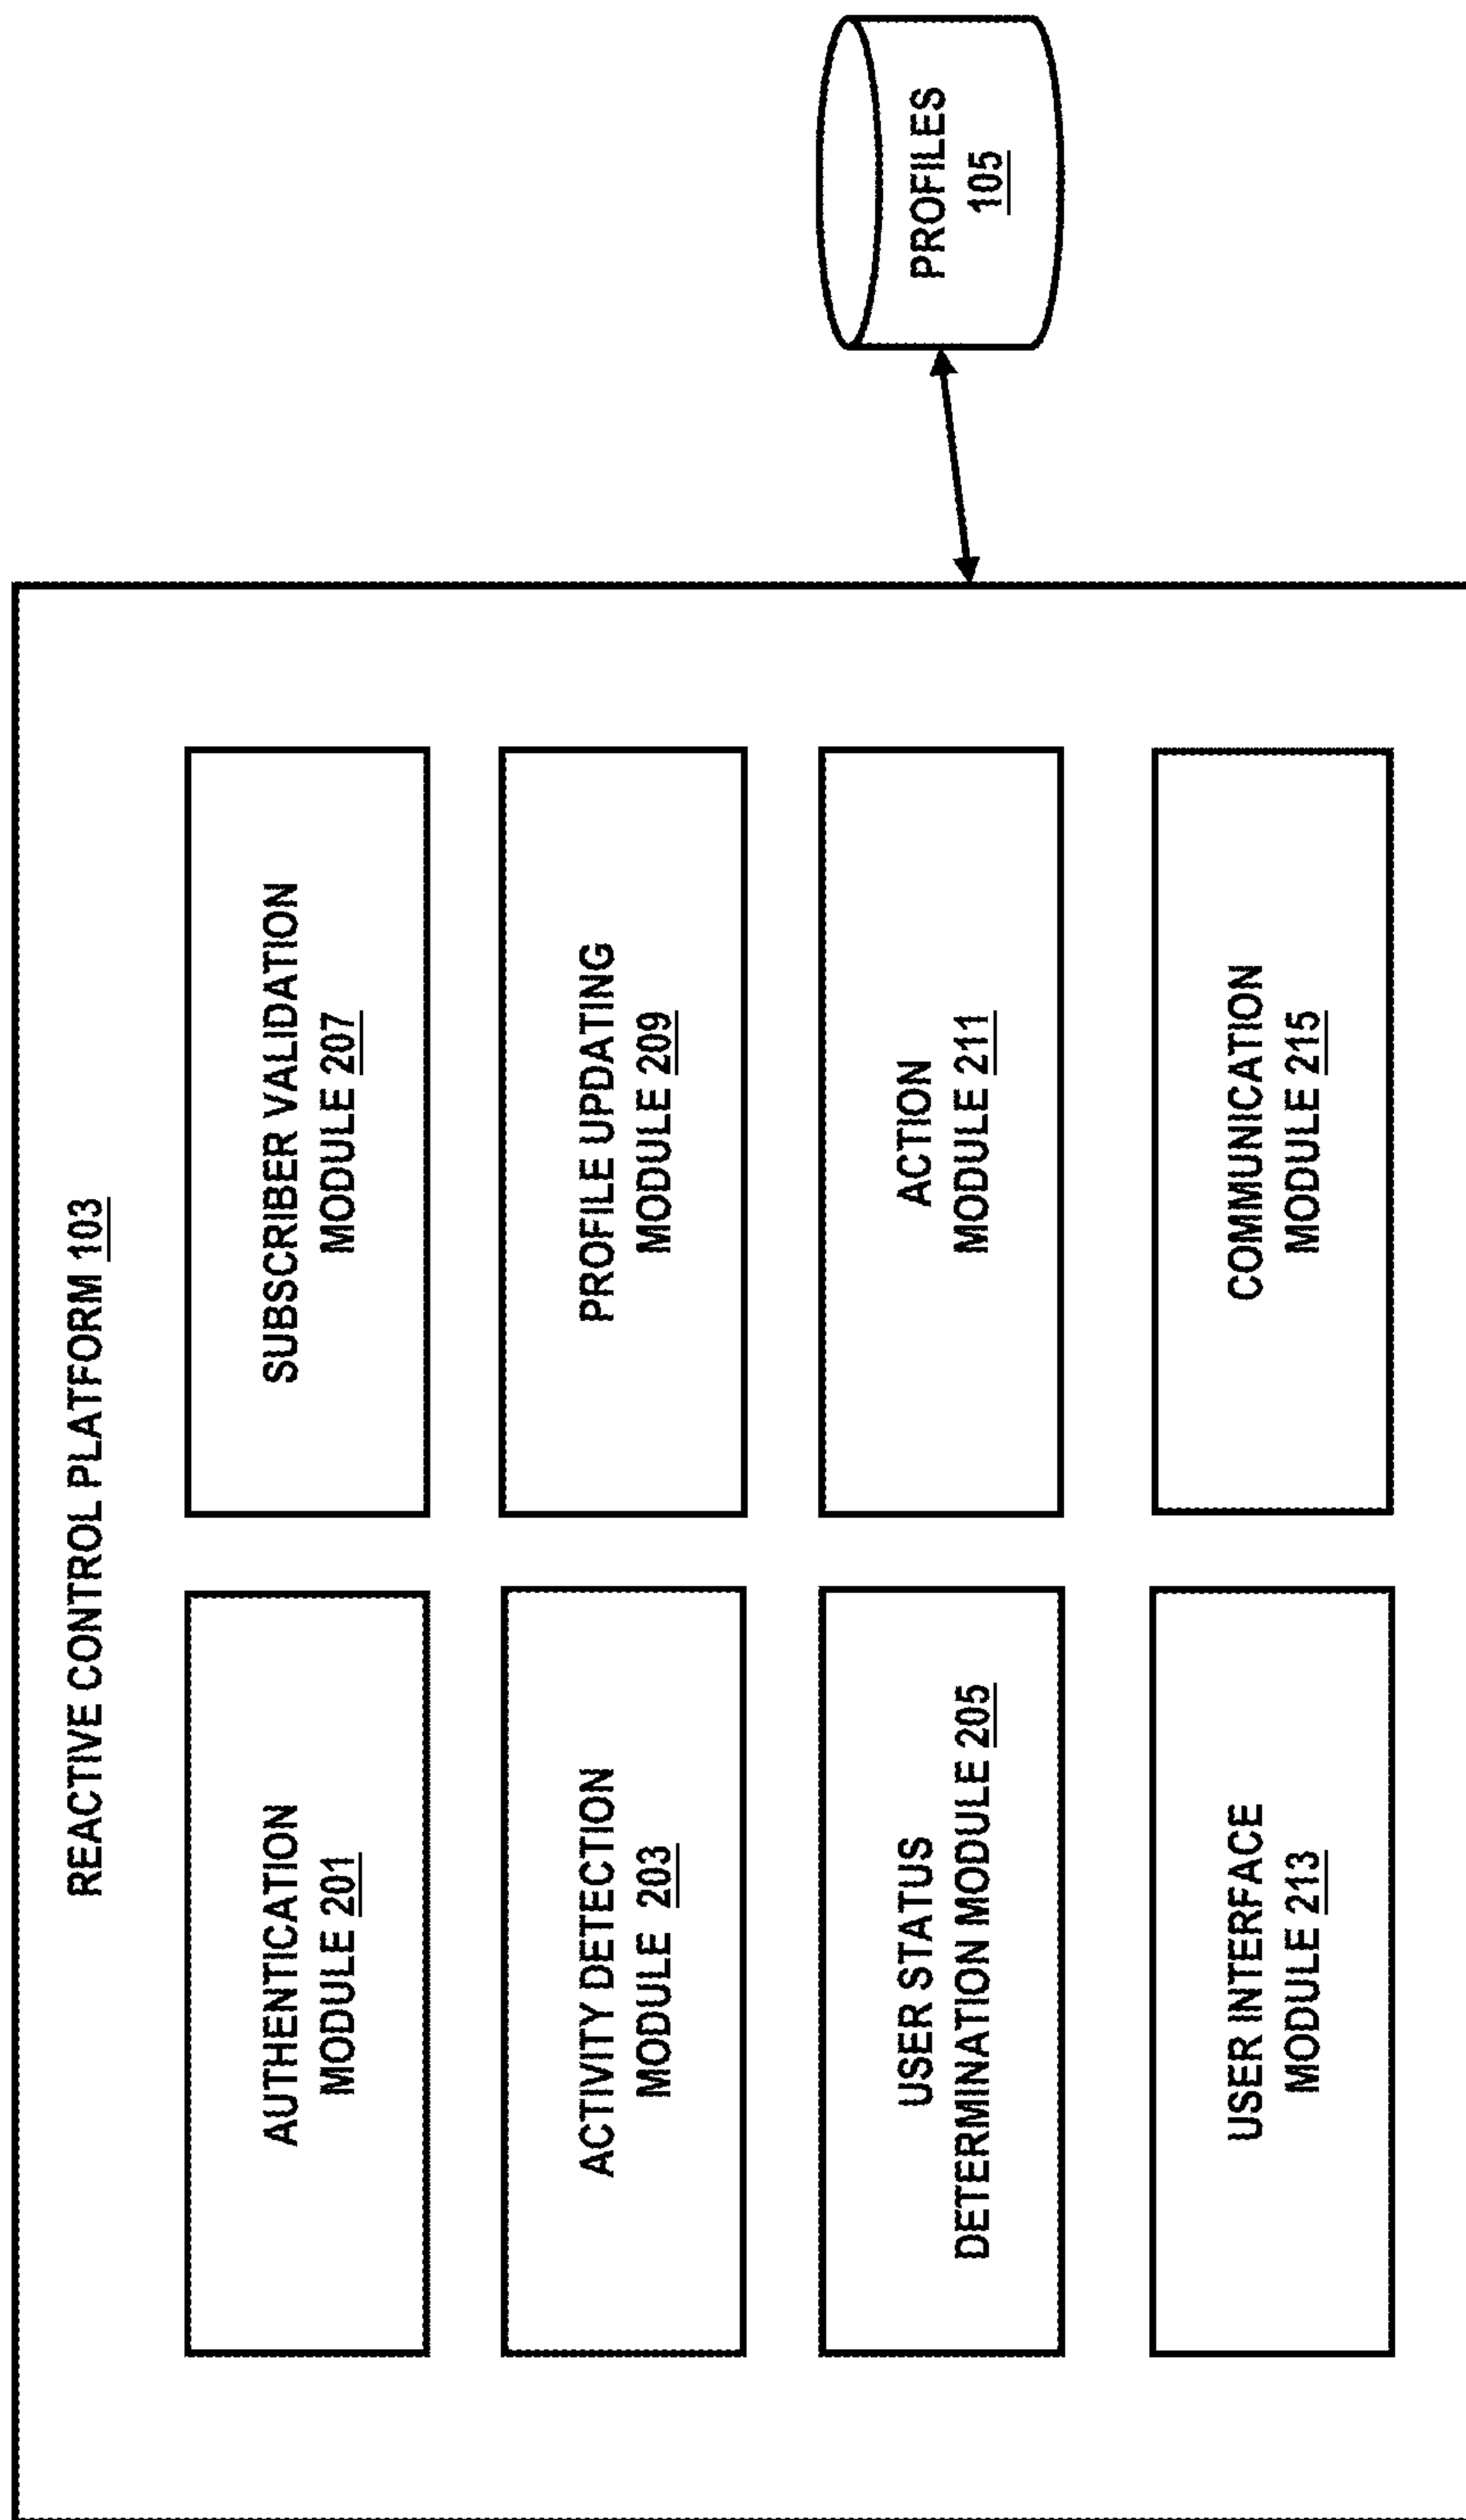 REACTIVE CONTROL PLATFORM 103
AUTHENTICATION
MODULE 201
SUBSCRIBER VALIDATION
MODULE 207
ACTIVITY DETECTION
MODULE 203
PROFILE UPDATING
MODULE 209
USER STATUS
DETERMINATION MODULE 205
ACTION
MODULE 211
USER INTERFACE
MODULE 213
COMMUNICATION
MODULE 215
PROFILES
105